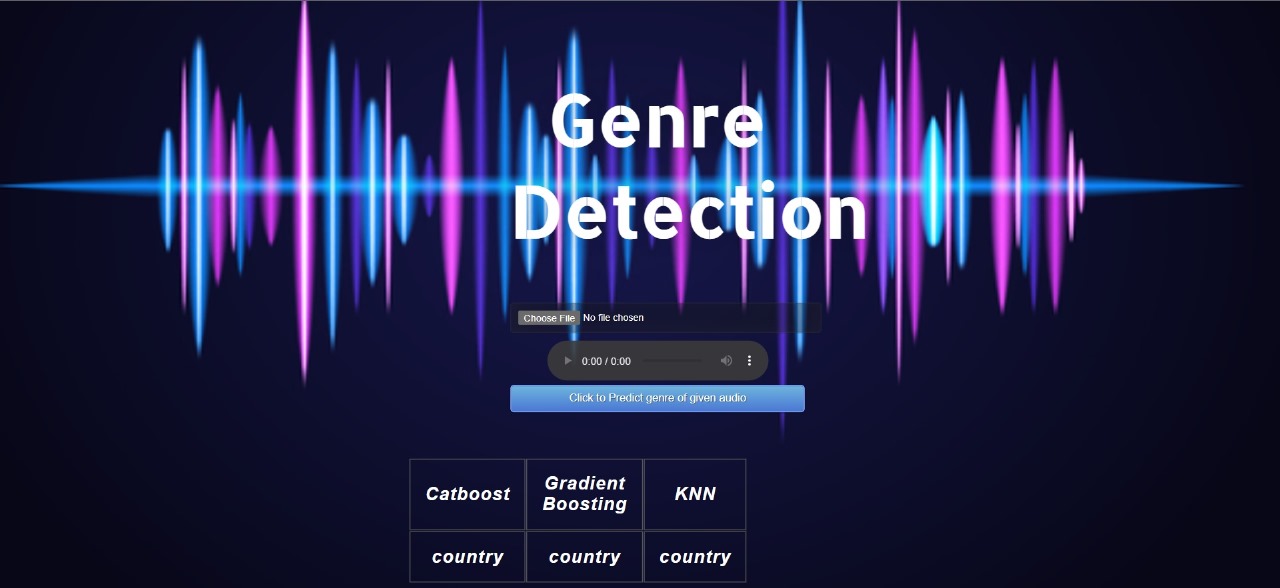 Genre
Detection
Choose File No file chosen
0:00 / 0:00
Click to Predict genre of given audio
Catboost Gradient Boosting KNN
country country country